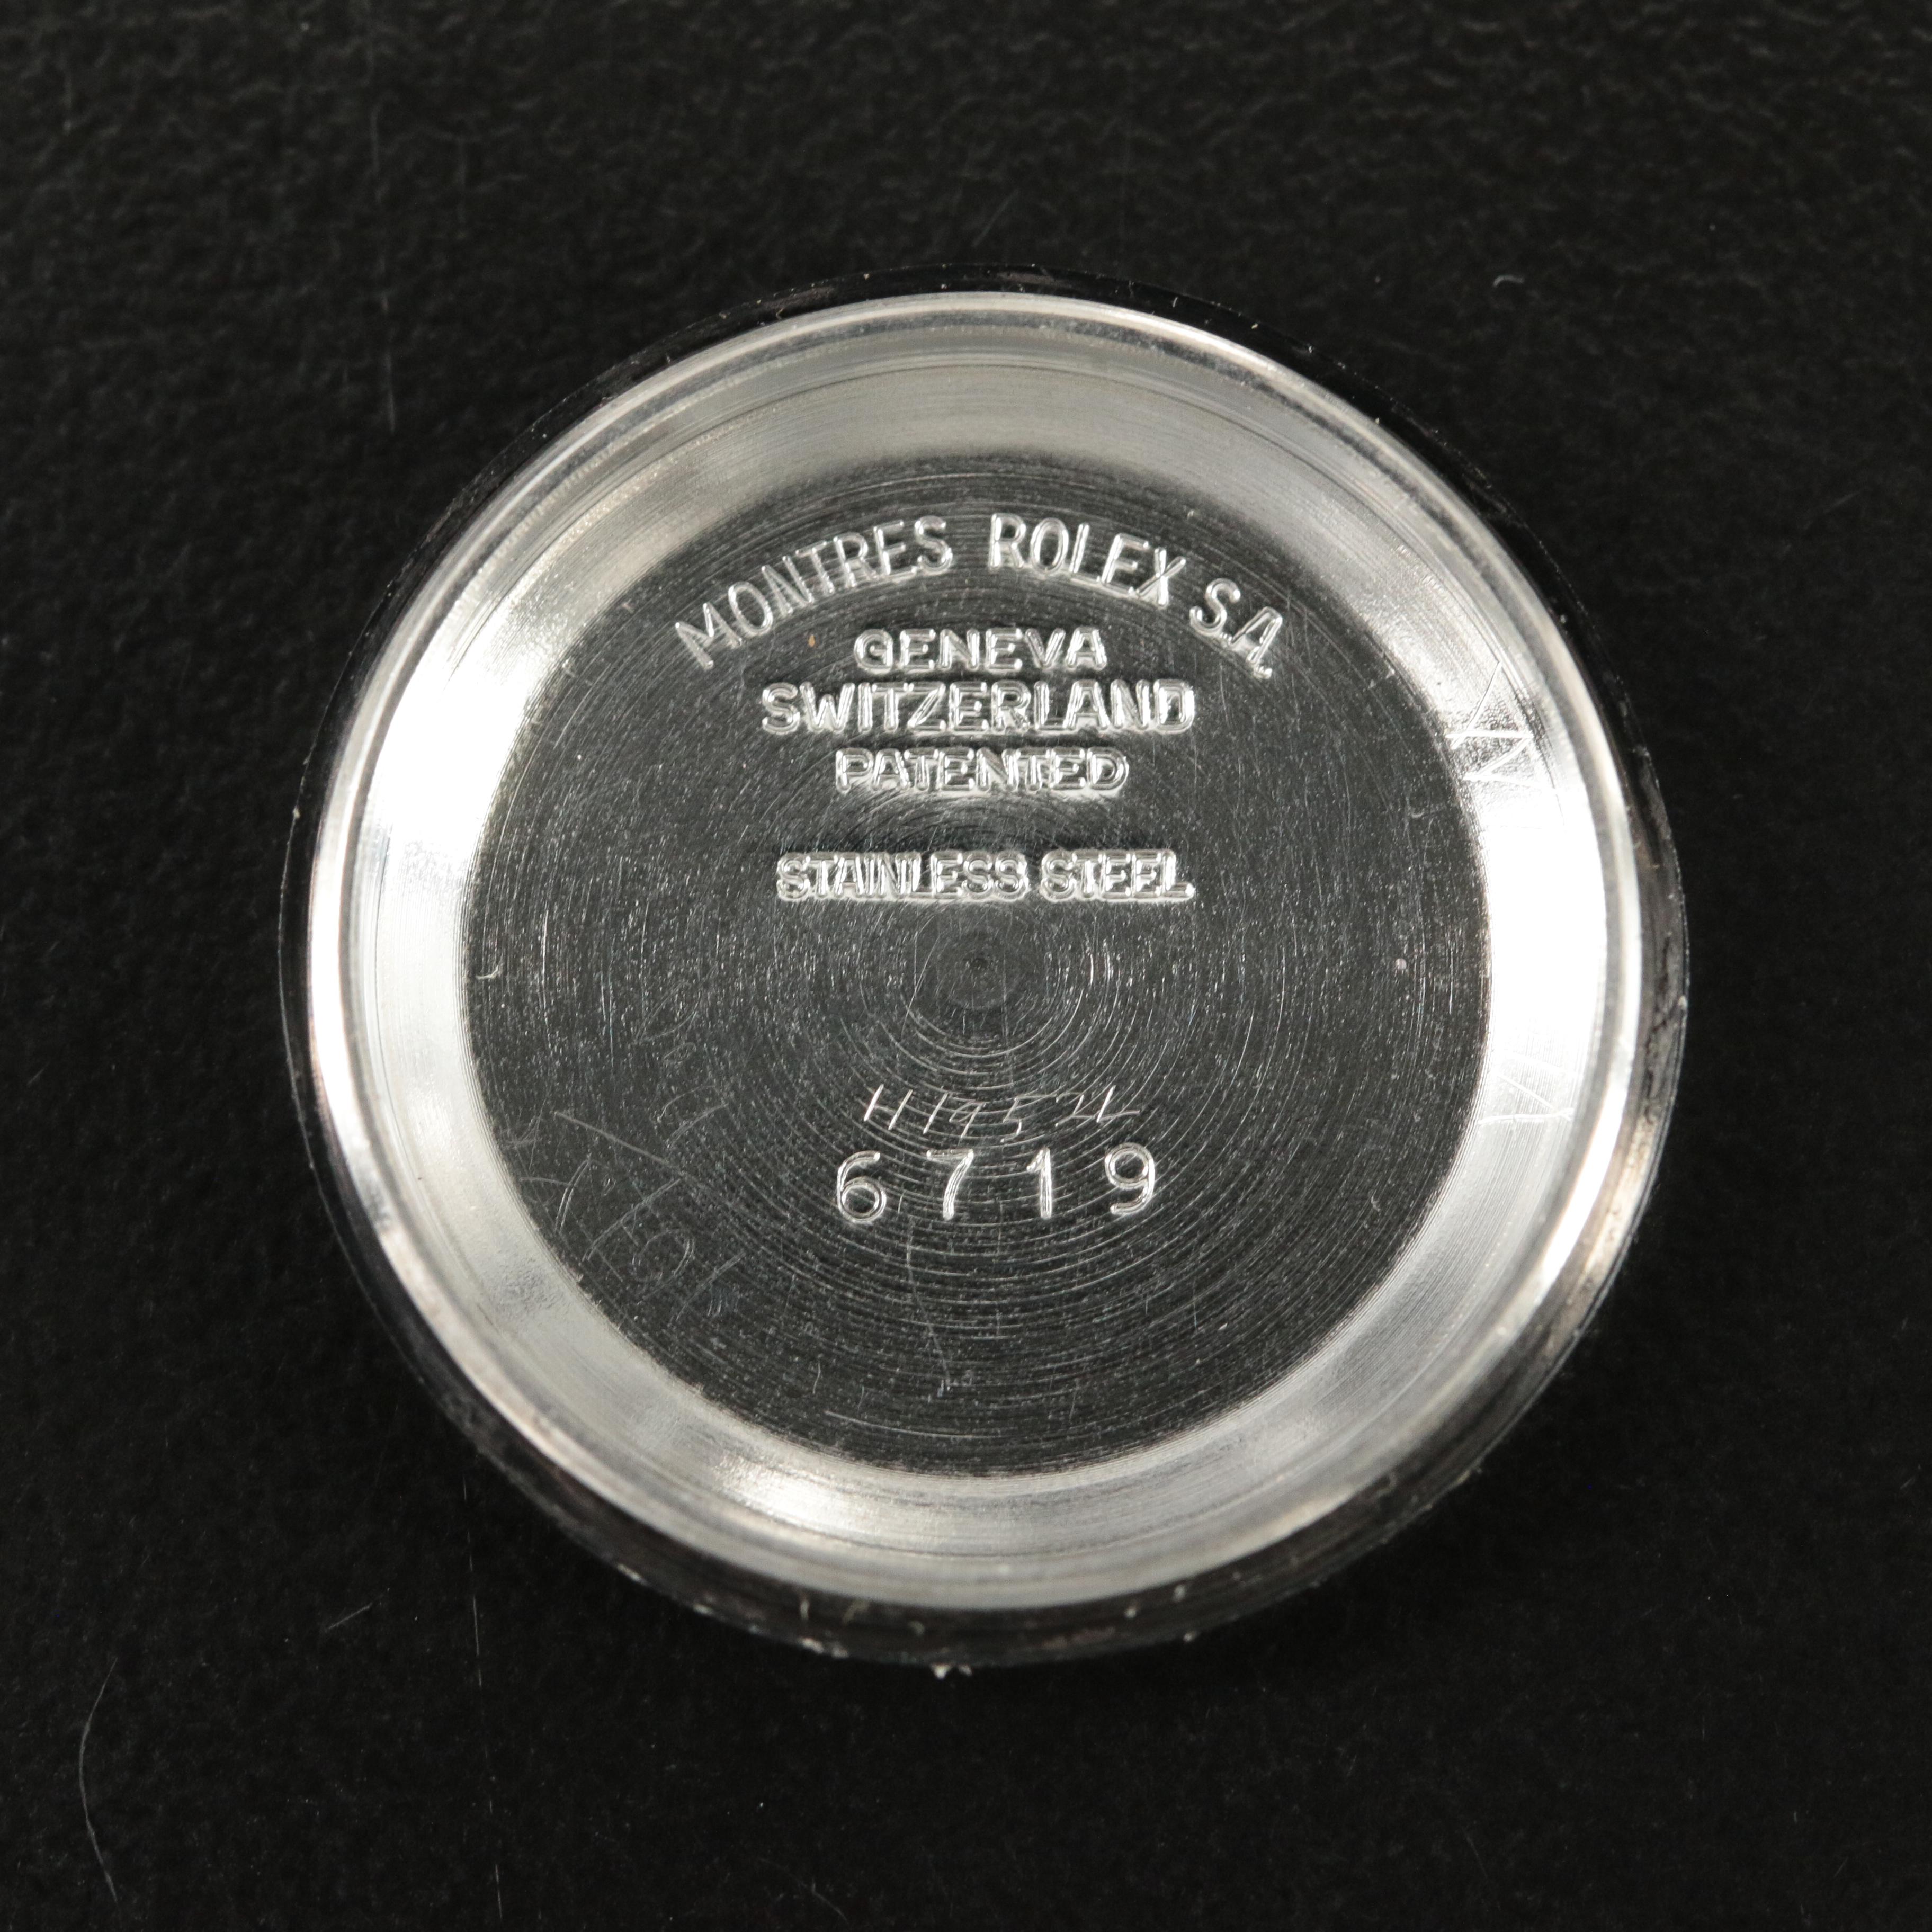 MONTRES ROLEX S.A.
GENEVA
SWITZERLAND
PATENTED
STAINLESS STEEL
6719